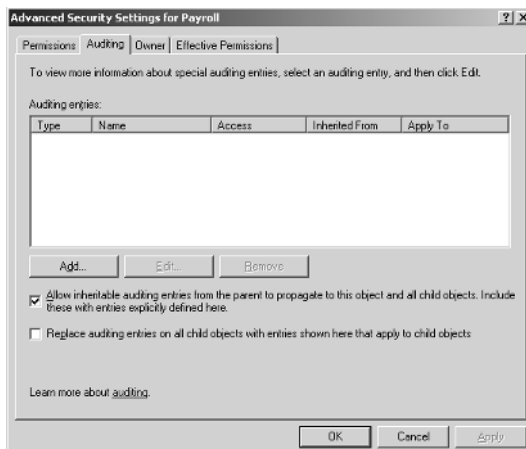 Advanced Security Settings for Payroll
Permissions Auditing Owner Effective Permissions
To view more information about special auditing entries, select an auditing entry, and then click Edit.
Auditing entries:
Type Name Access Inherited From Apply To
Add... Edit... Remove
Allow inheritable auditing entries from the parent to propagate to this object and all child objects. Include
these with entries explicitly defined here.
Replace auditing entries on all child objects with entries shown here that apply to child objects
Learn more about auditing.
OK Cancel Apply